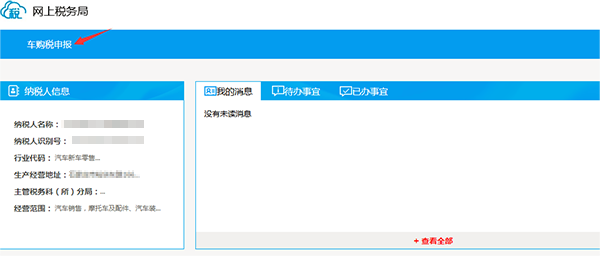 税 网上税务局
车购税申报
纳税人信息
纳税人名称：
纳税人识别号：
行业代码： 汽车新车零售...
生产经营地址：
主管税务科（所）分局：...
经营范围： 汽车销售，摩托车及配件、汽车装...
我的消息 待办事宜 已办事宜
没有未读消息
+ 查看全部